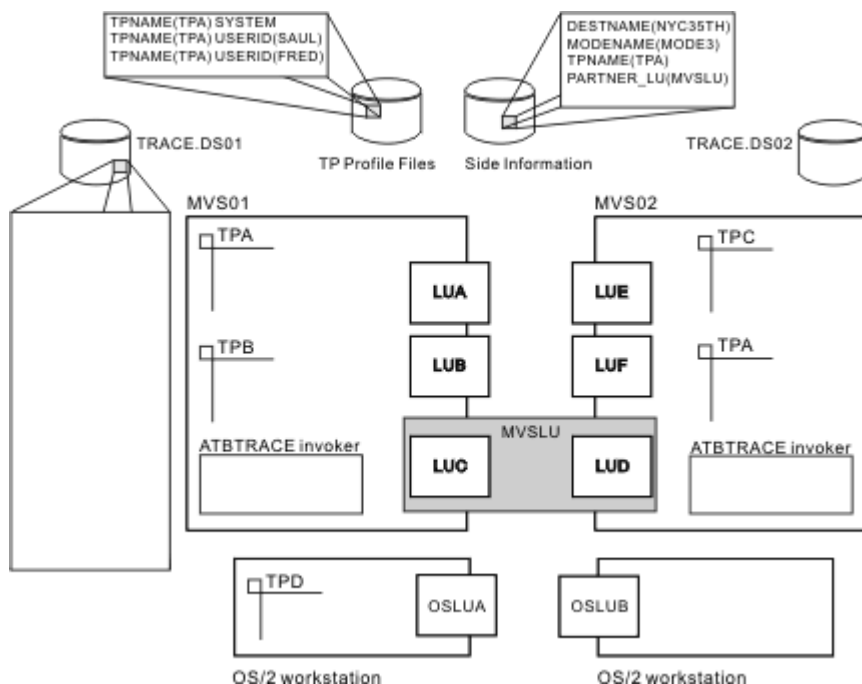 TPNAME(TPA) SYSTEM
TPNAME(TPA) USERID(SAUL)
TPNAME(TPA) USERID(FRED)
DESTNAME(NYC35TH)
MODENAME(MODE3)
TPNAME(TPA)
PARTNER_LU(MVSLU)
TRACE.DS01
TP Profile Files
Side Information
TRACE.DS02
MVS01
MVS02
TPA
TPC
LUA
LUE
TPB
TPA
LUB
LUF
MVSLU
ATBTRACE invoker
LUC
LUD
ATBTRACE invoker
TPD
OSLUA
OSLUB
OS/2 workstation
OS/2 workstation